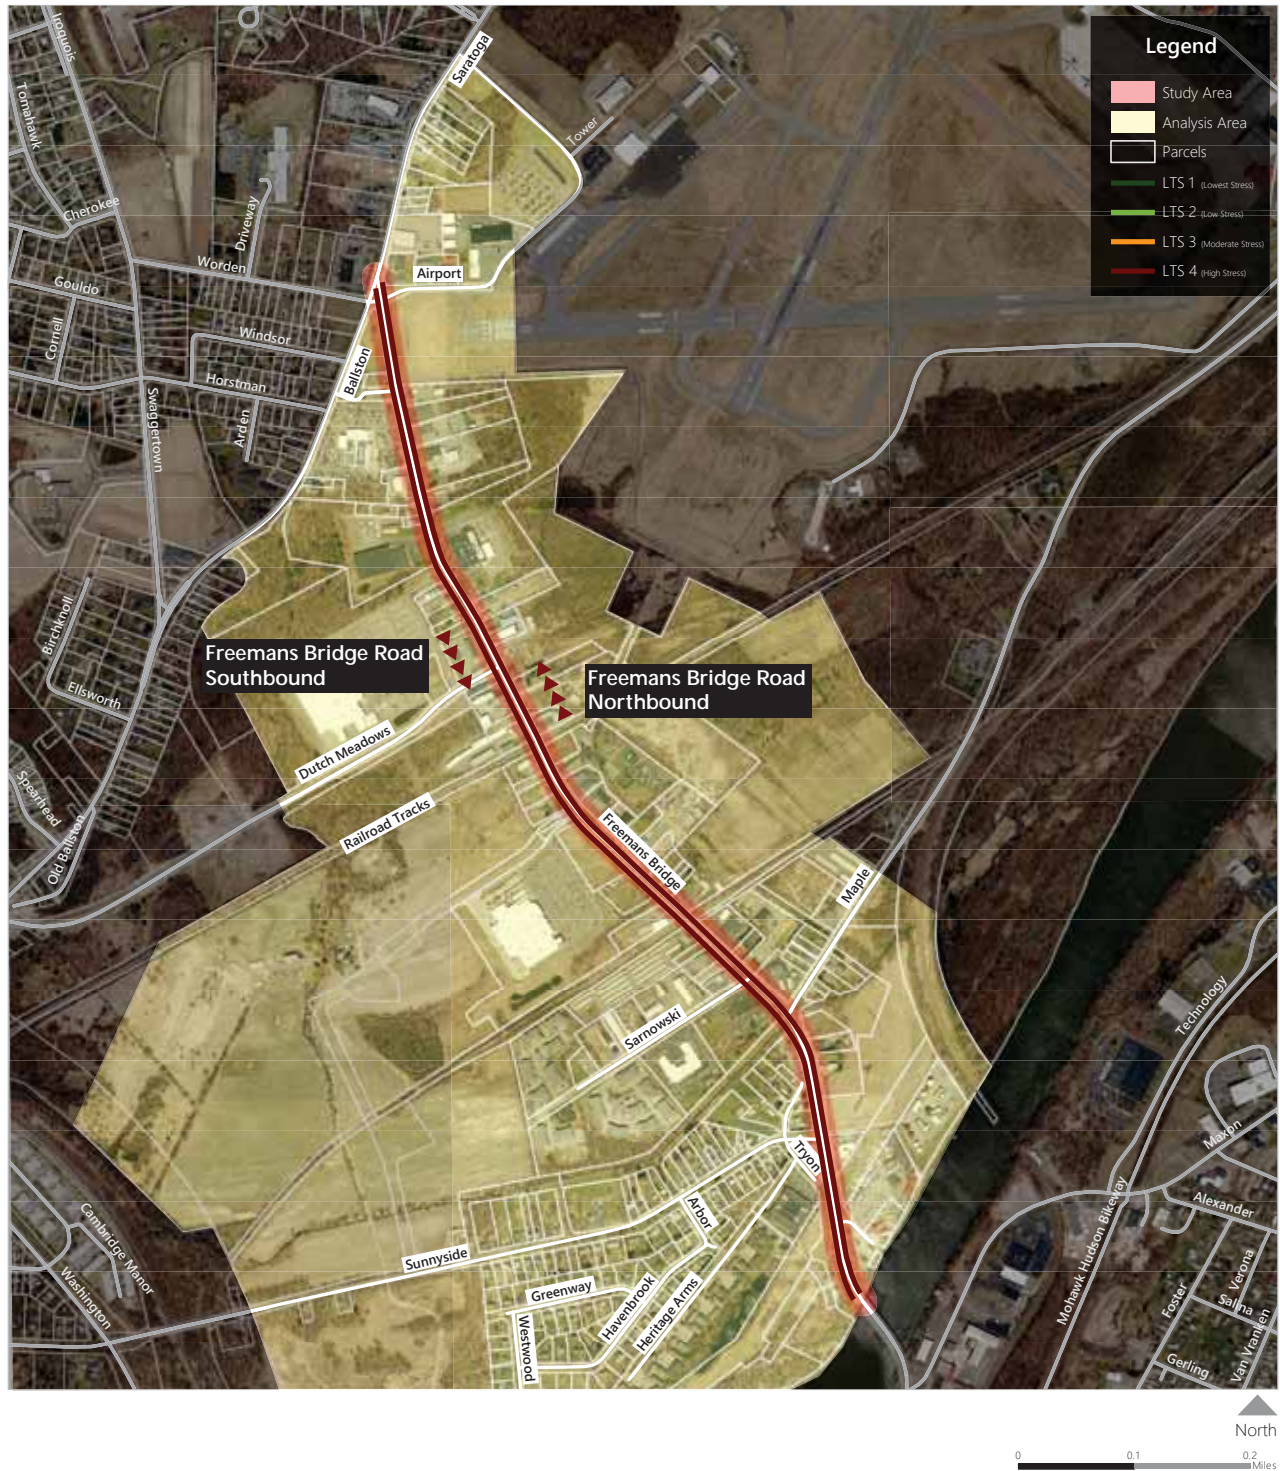 Legend
Study Area
Analysis Area
Parcels
LTS 1 (Lowest Stress)
LTS 2 (Low Stress)
LTS 3 (Moderate Stress)
LTS 4 (High Stress)
Iroquois
Saratoga
Tomahawk
Tower
Cherokee
Driveway
Worden
Airport
Gouldo
Cornell
Windsor
Ballston
Horstman
Swaggertown
Arden
Birchknoll
Freemans Bridge Road
Southbound
Freemans Bridge Road
Northbound
Ellsworth
Dutch Meadows
Spearhead
Railroad Tracks
Old Ballston
Freemans Bridge
Maple
Technology
Sarnowski
Maxon
Tryon
Alexander
Cambridge Manor
Arbor
Mohawk Hudson Bikeway
Sunnyside
Verona
Washington
Greenway
Havenbrook
Heritage Arms
Foster
Salina
Westwood
Van Vranken
Gerling
North
0
0.1
0.2
Miles